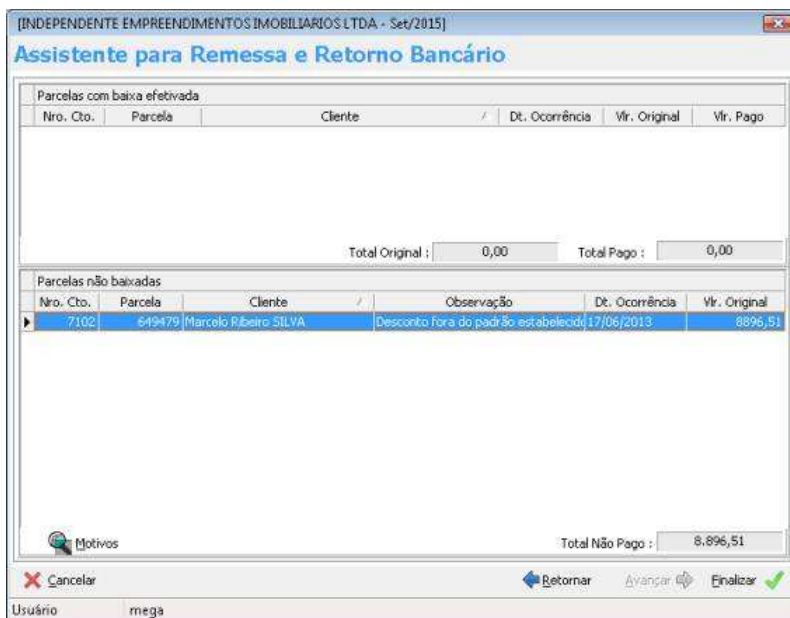 [INDEPENDENTE EMPREENDIMENTOS IMOBILIARIOS LTDA - Set/2015]
Assistente para Remessa e Retorno Bancário
Parcelas com baixa efetivada
Nro. Cto. Parcela Cliente Dt. Ocorrência Vlr. Original Vlr. Pago
Total Original : 0,00 Total Pago : 0,00
Parcelas não baixadas
Nro. Cto. Parcela Cliente Observação Dt. Ocorrência Vlr. Original
7102 649479 Marcelo Ribeiro SILVA Desconto fora do padrão estabelecido 17/06/2013 8896,51
Motivos Total Não Pago : 8.896,51
Cancelar Retornar Avançar Finalizar
Usuário mega